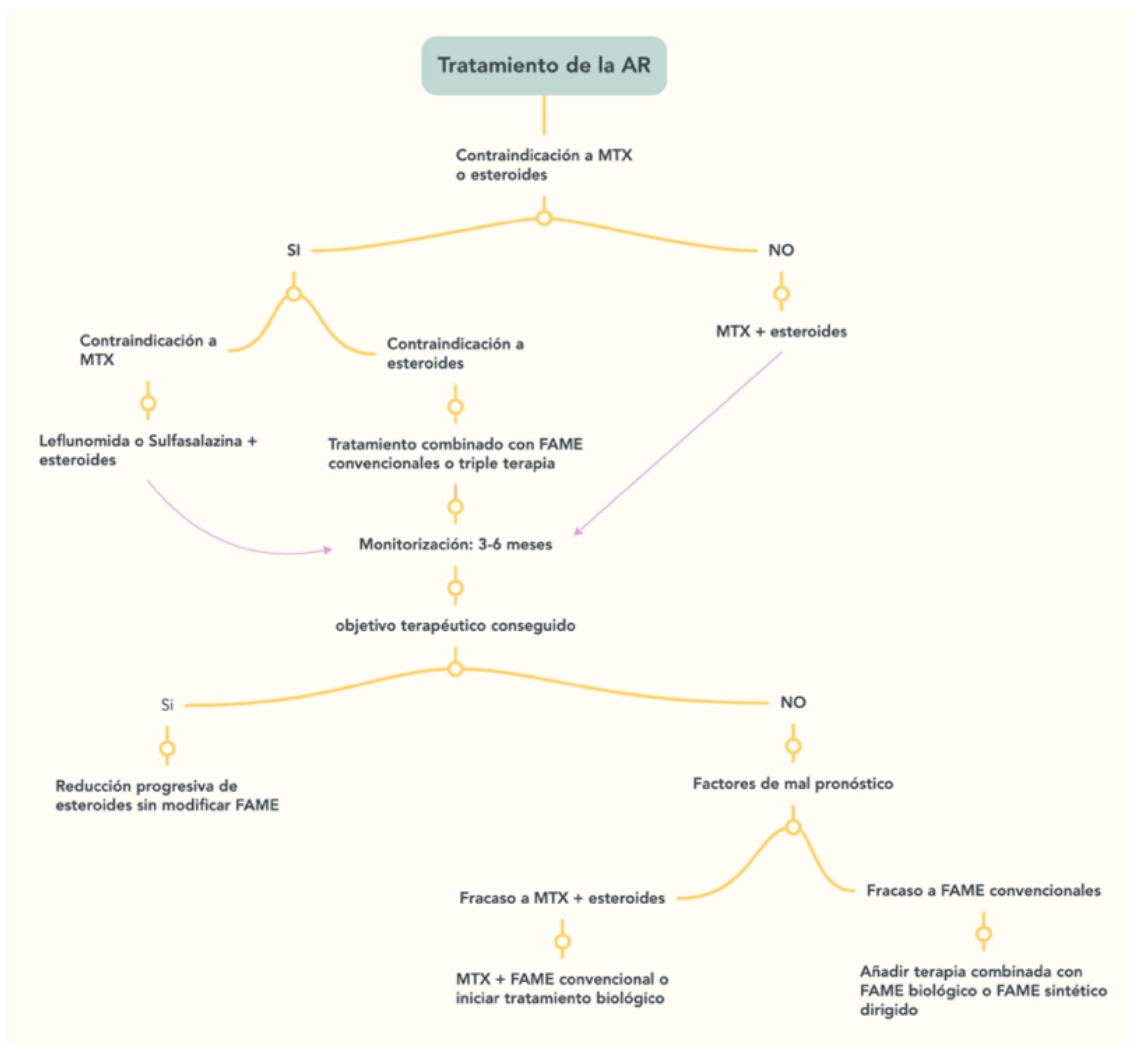 Tratamiento de la AR
Contraindicación a MTX
o esteroides
SI
NO
Contraindicación a
MTX
Contraindicación a
esteroides
MTX + esteroides
Leflunomida o Sulfasalazina +
esteroides
Tratamiento combinado con FAME
convencionales o triple terapia
Monitorización: 3-6 meses
objetivo terapéutico conseguido
Si
NO
Reducción progresiva de
esteroides sin modificar FAME
Factores de mal pronóstico
Fracaso a MTX + esteroides
Fracaso a FAME convencionales
MTX + FAME convencional o
iniciar tratamiento biológico
Añadir terapia combinada con
FAME biológico o FAME sintético
dirigido